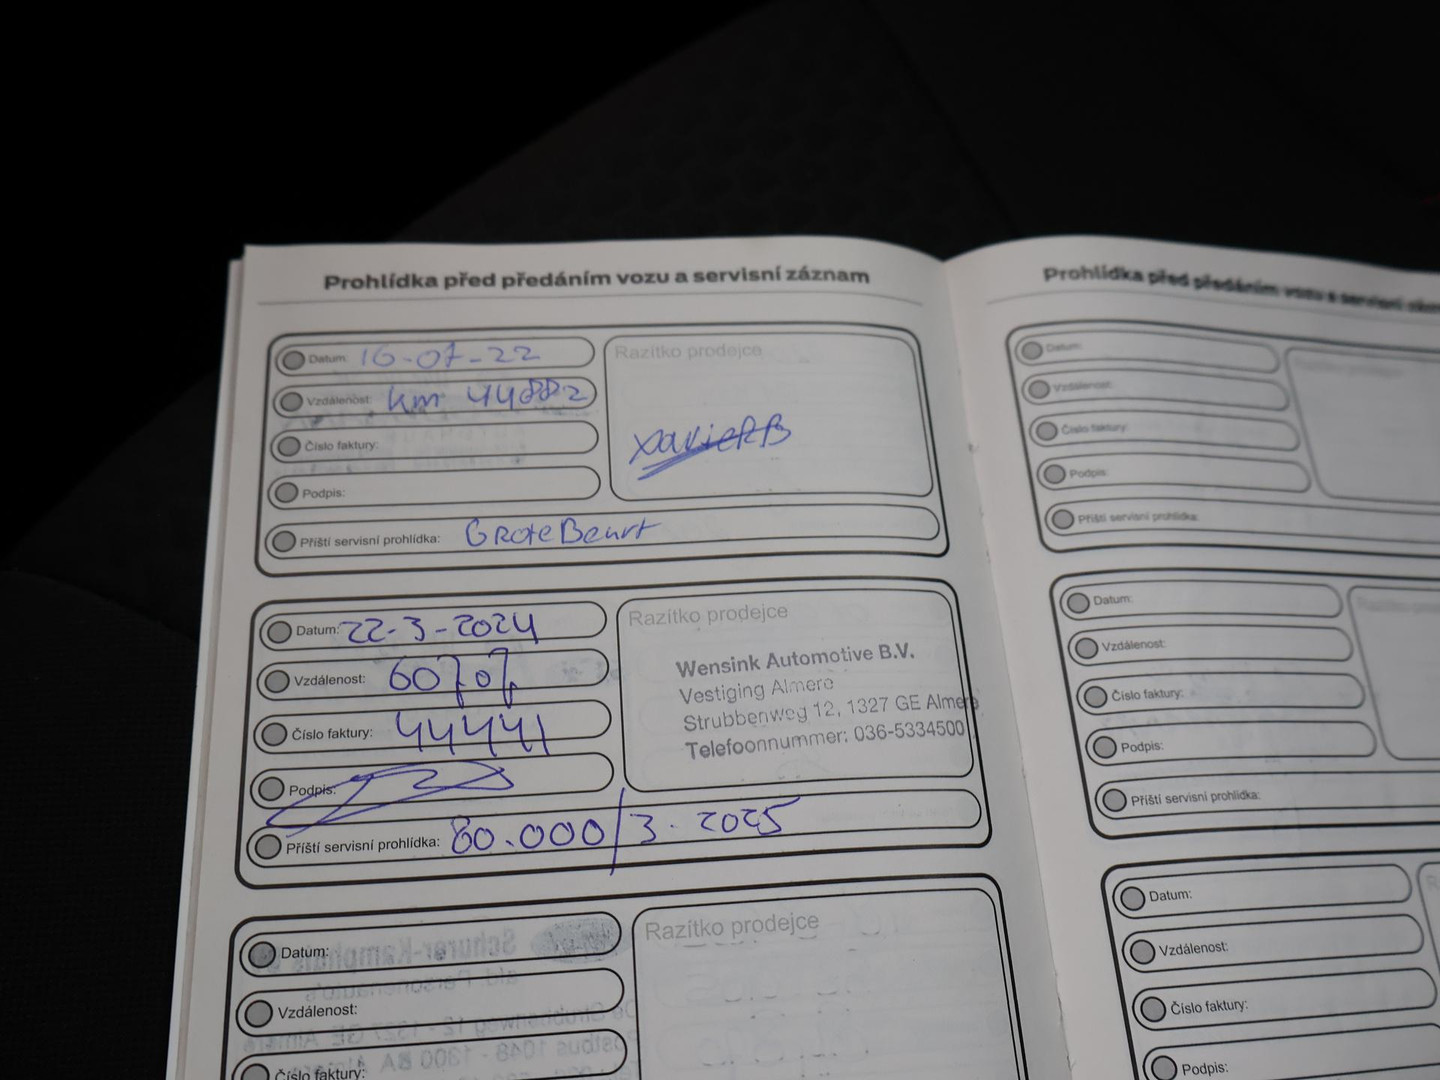 Prohlídka před předáním vozu a servisní záznam
Datum: 16-07-22
Vzdálenost: km 44882
Číslo faktury:
Podpis:
Příští servisní prohlídka: Grote Beurt
Razítko prodejce
XavieR B
Datum: 22-3-2024
Vzdálenost: 60707
Číslo faktury: 44441
Podpis:
Příští servisní prohlídka: 80.000/3.2025
Razítko prodejce
Wensink Automotive B.V.
Vestiging Almere
Strubbenweg 12, 1327 GE Almere
Telefoonnummer: 036-5334500
Datum:
Vzdálenost:
Číslo faktury:
Razítko prodejce
Prohlídka před předáním vozu a servisní
Datum:
Vzdálenost:
Číslo faktury:
Podpis:
Příští servisní prohlídka:
Datum:
Vzdálenost:
Číslo faktury:
Podpis:
Příští servisní prohlídka:
Datum:
Vzdálenost:
Číslo faktury:
Podpis: